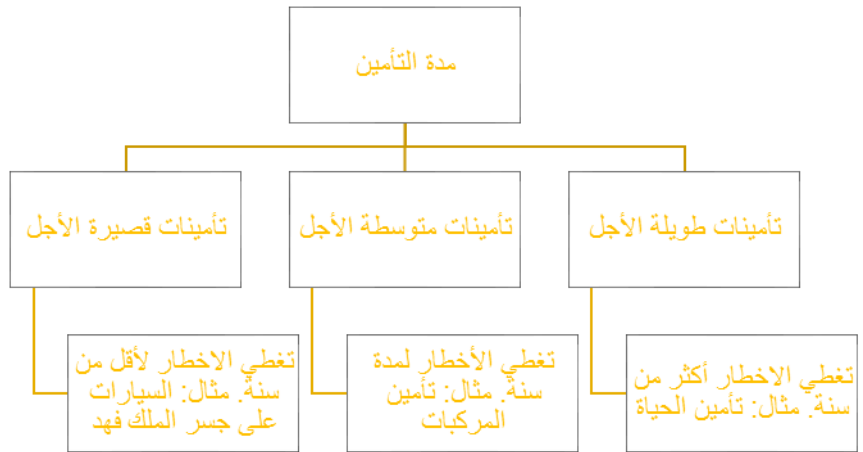 مدة التأمين
تأمينات طويلة الأجل
تأمينات متوسطة الأجل
تأمينات قصيرة الأجل
تغطي الاخطار أكثر من
سنة. مثال: تأمين الحياة
تغطي الأخطار لمدة
سنة. مثال: تأمين
المركبات
تغطي الاخطار لأقل من
سنة. مثال: السيارات
على جسر الملك فهد